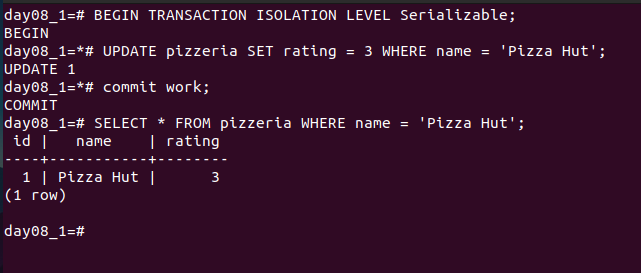 day08_1=# BEGIN TRANSACTION ISOLATION LEVEL Serializable;
BEGIN
day08_1=*# UPDATE pizzeria SET rating = 3 WHERE name = 'Pizza Hut';
UPDATE 1
day08_1=*# commit work;
COMMIT
day08_1=# SELECT * FROM pizzeria WHERE name = 'Pizza Hut';
 id |   name    | rating
----+-----------+--------
  1 | Pizza Hut |      3
(1 row)
day08_1=#